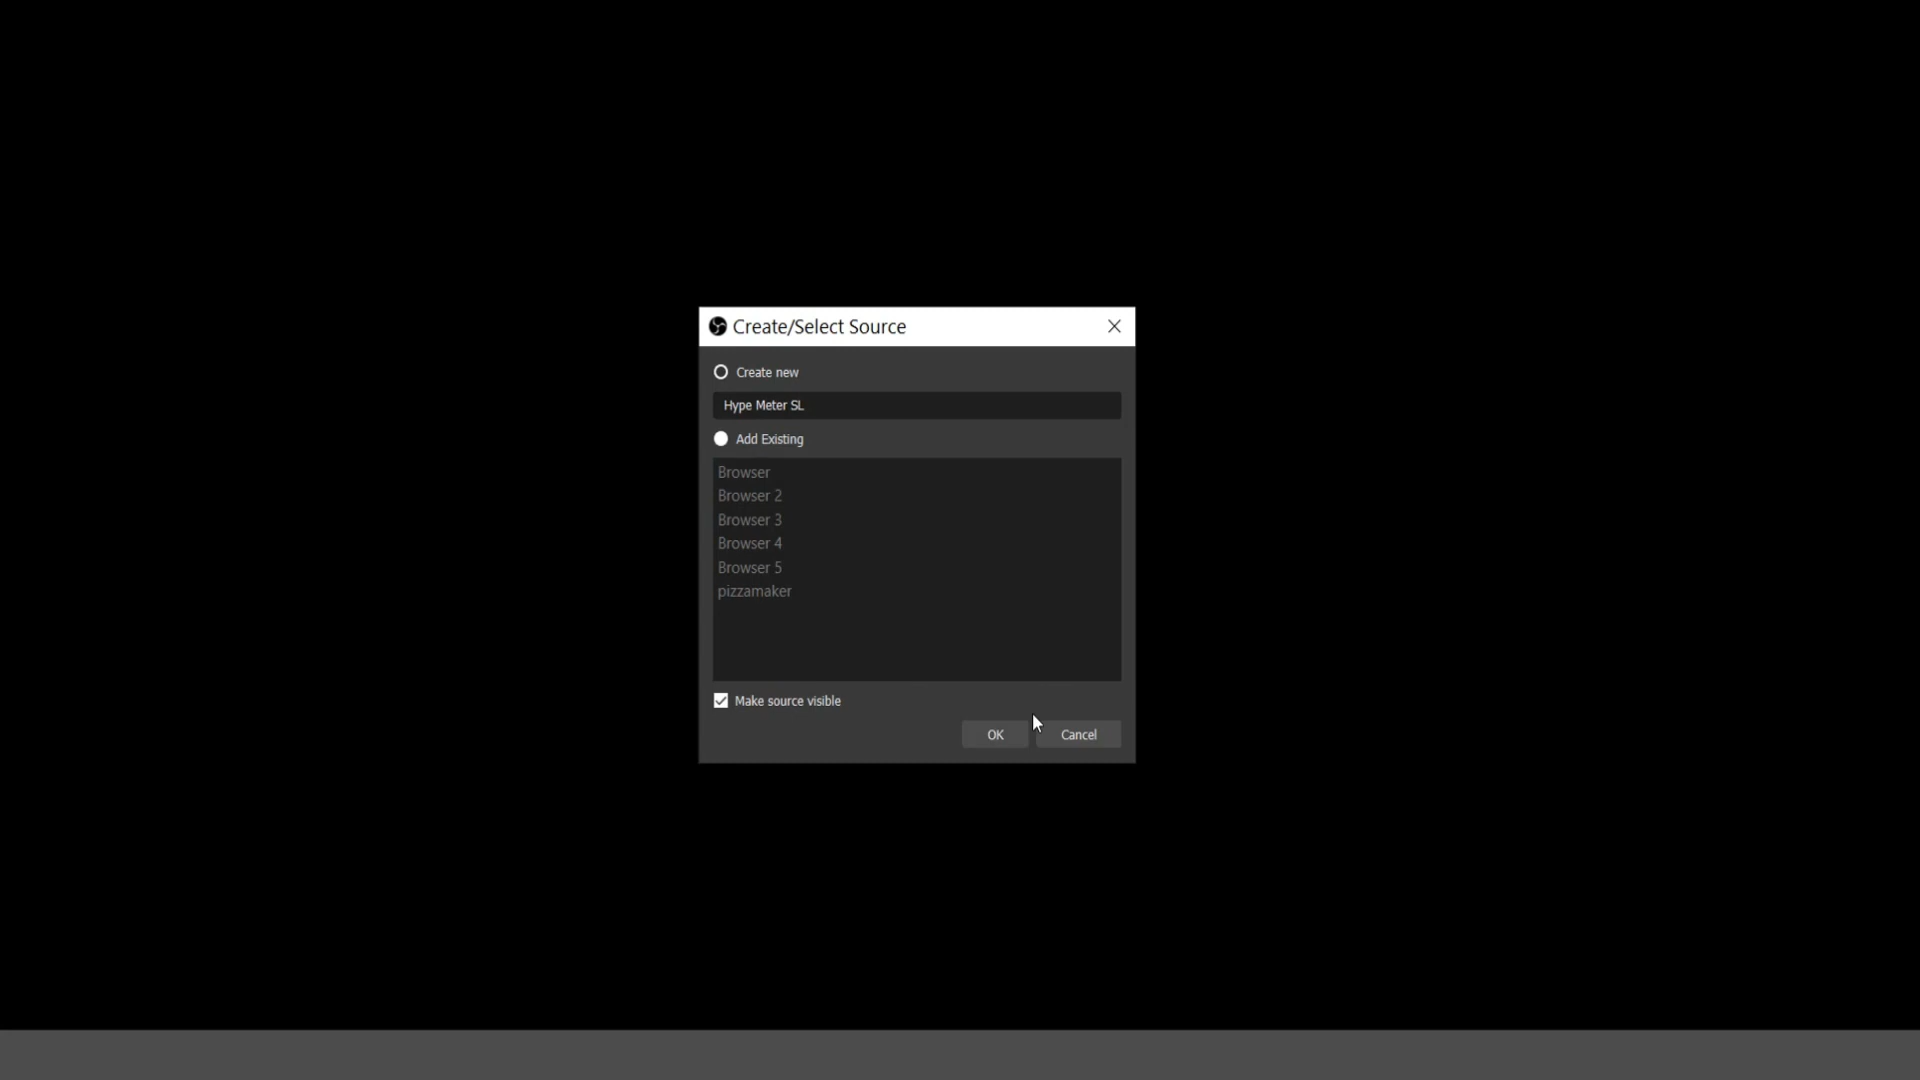 Create/Select Source
Create new
Hype Meter SL
Add Existing
Browser
Browser 2
Browser 3
Browser 4
Browser 5
pizzamaker
Make source visible
OK Cancel